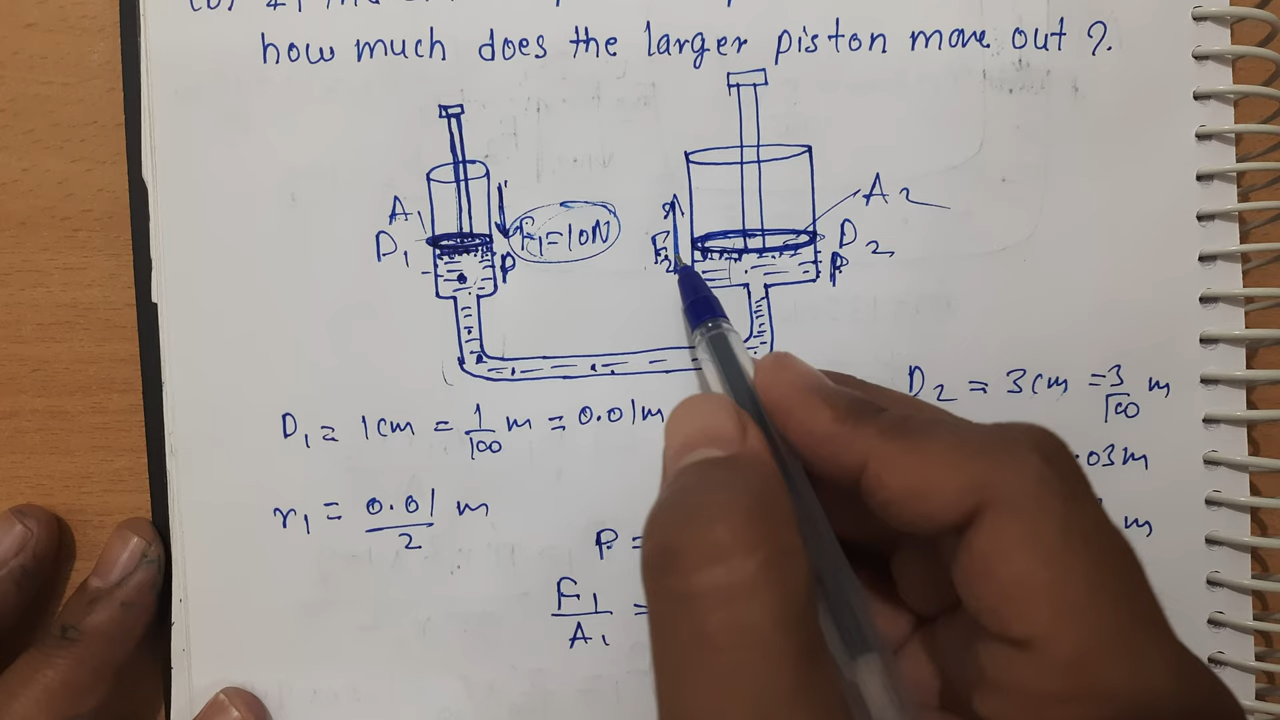 how much does the larger piston move out ?
A1
D1
P
F1=10N
F2
A2
D2
P
D1 = 1cm = 1/100 m = 0.01m
D2 = 3cm = 3/100 m
.03m
r1 = 0.01/2 m
m
P =
F1/A1 =